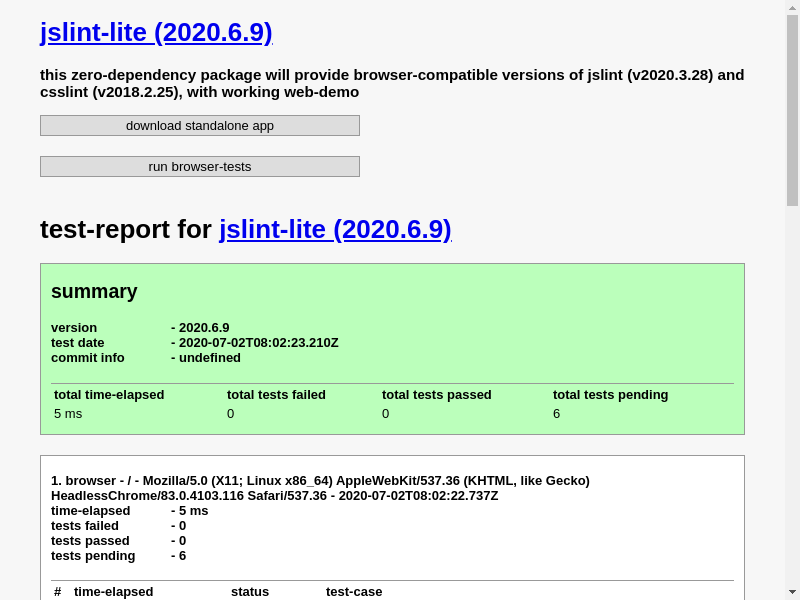 jslint-lite (2020.6.9)
this zero-dependency package will provide browser-compatible versions of jslint (v2020.3.28) and
csslint (v2018.2.25), with working web-demo
download standalone app
run browser-tests
test-report for jslint-lite (2020.6.9)
summary
version - 2020.6.9
test date - 2020-07-02T08:02:23.210Z
commit info - undefined
total time-elapsed total tests failed total tests passed total tests pending
5 ms 0 0 6
1. browser - / - Mozilla/5.0 (X11; Linux x86_64) AppleWebKit/537.36 (KHTML, like Gecko)
HeadlessChrome/83.0.4103.116 Safari/537.36 - 2020-07-02T08:02:22.737Z
time-elapsed - 5 ms
tests failed - 0
tests passed - 0
tests pending - 6
# time-elapsed status test-case